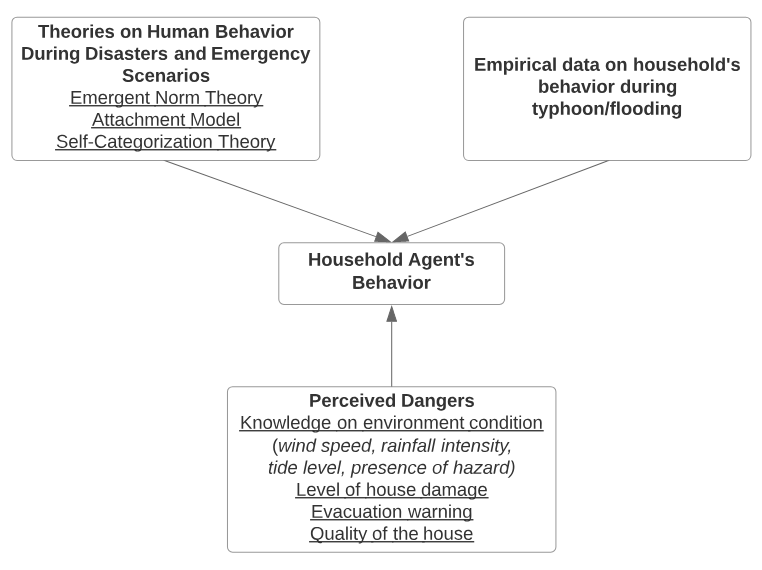 Theories on Human Behavior
During Disasters and Emergency
Scenarios
Emergent Norm Theory
Attachment Model
Self-Categorization Theory
Empirical data on household's
behavior during
typhoon/flooding
Household Agent's
Behavior
Perceived Dangers
Knowledge on environment condition
(wind speed, rainfall intensity,
tide level, presence of hazard)
Level of house damage
Evacuation warning
Quality of the house